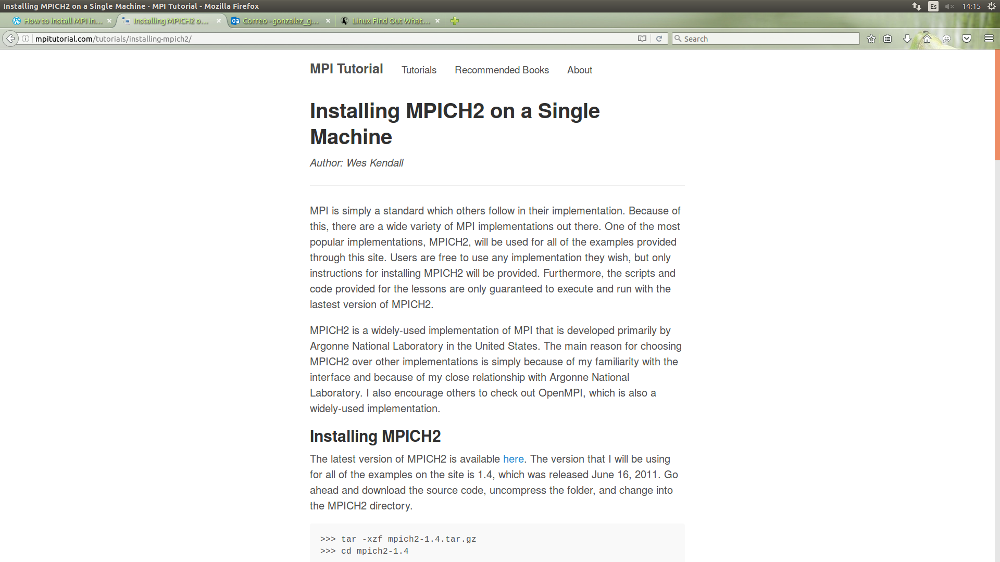 Installing MPICH2 on a Single Machine · MPI Tutorial - Mozilla Firefox
Es
14:15
How to install MPI in...
Installing MPICH2 o...
Correo - gonzalez_g...
Linux Find Out What...
mpitutorial.com/tutorials/installing-mpich2/
Search
MPI Tutorial
Tutorials
Recommended Books
About
Installing MPICH2 on a Single
Machine
Author: Wes Kendall
MPI is simply a standard which others follow in their implementation. Because of
this, there are a wide variety of MPI implementations out there. One of the most
popular implementations, MPICH2, will be used for all of the examples provided
through this site. Users are free to use any implementation they wish, but only
instructions for installing MPICH2 will be provided. Furthermore, the scripts and
code provided for the lessons are only guaranteed to execute and run with the
lastest version of MPICH2.
MPICH2 is a widely-used implementation of MPI that is developed primarily by
Argonne National Laboratory in the United States. The main reason for choosing
MPICH2 over other implementations is simply because of my familiarity with the
interface and because of my close relationship with Argonne National
Laboratory. I also encourage others to check out OpenMPI, which is also a
widely-used implementation.
Installing MPICH2
The latest version of MPICH2 is available here. The version that I will be using
for all of the examples on the site is 1.4, which was released June 16, 2011. Go
ahead and download the source code, uncompress the folder, and change into
the MPICH2 directory.
>>> tar -xzf mpich2-1.4.tar.gz
>>> cd mpich2-1.4